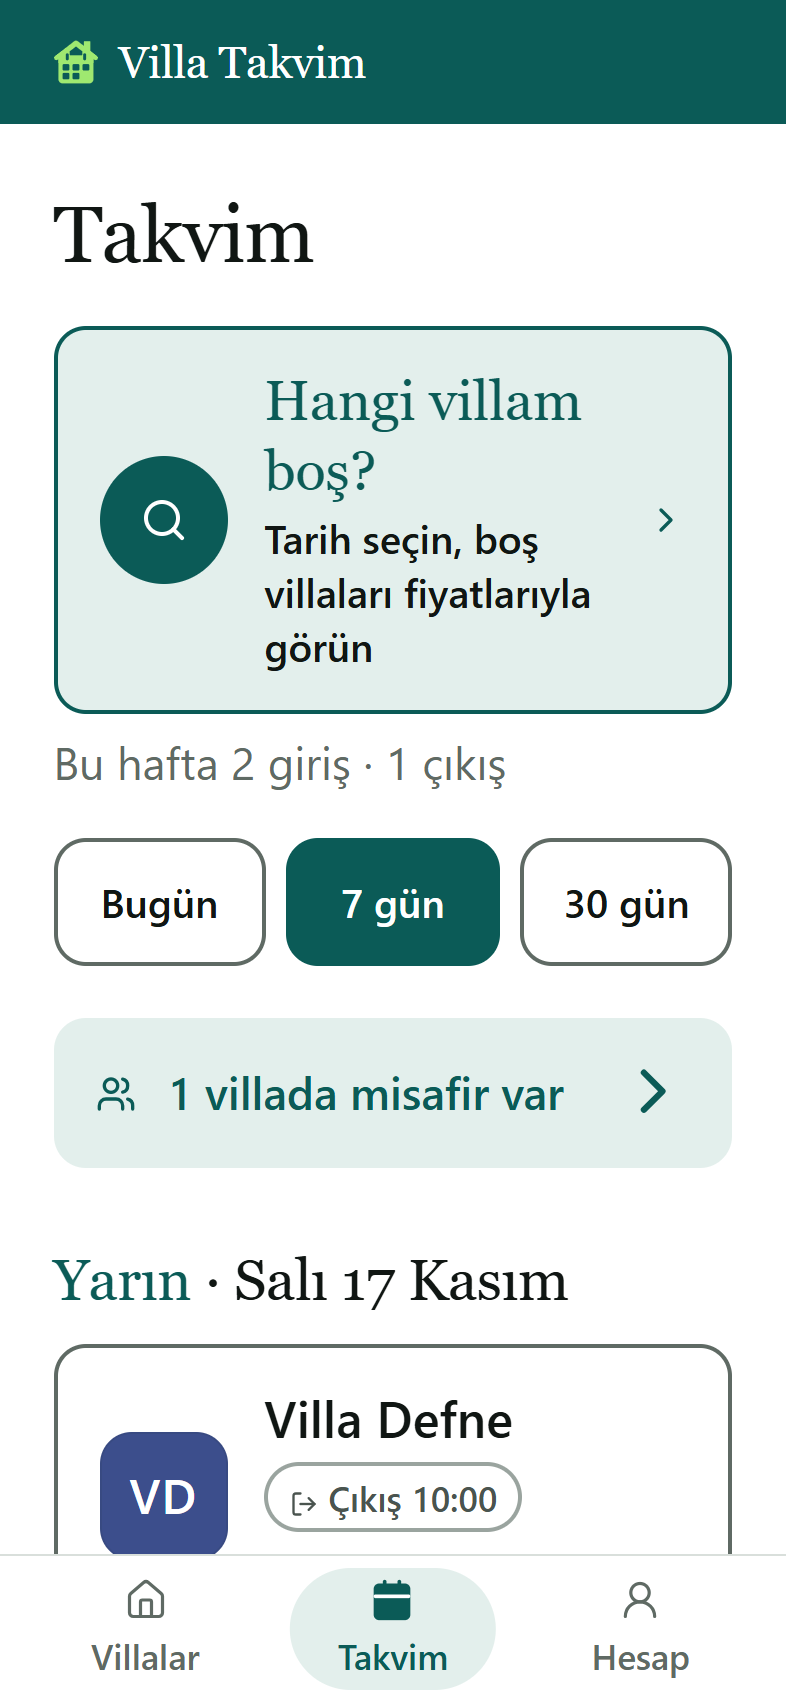 Villa Takvim
Takvim
Hangi villam
boş?
Tarih seçin, boş
villaları fiyatlarıyla
görün
Bu hafta 2 giriş · 1 çıkış
Bugün
7 gün
30 gün
1 villada misafir var
Yarın · Salı 17 Kasım
Villa Defne
VD
Çıkış 10:00
Villalar
Takvim
Hesap